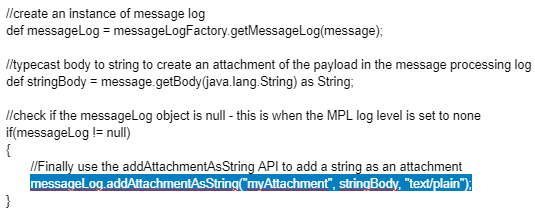 //create an instance of message log
def messageLog = messageLogFactory.getMessageLog(message);
//typecast body to string to create an attachment of the payload in the message processing log
def stringBody = message.getBody(java.lang.String) as String;
//check if the messageLog object is null - this is when the MPL log level is set to none
if(messageLog != null)
{
//Finally use the addAttachmentAsString API to add a string as an attachment
messageLog.addAttachmentAsString("myAttachment", stringBody, "text/plain");
}